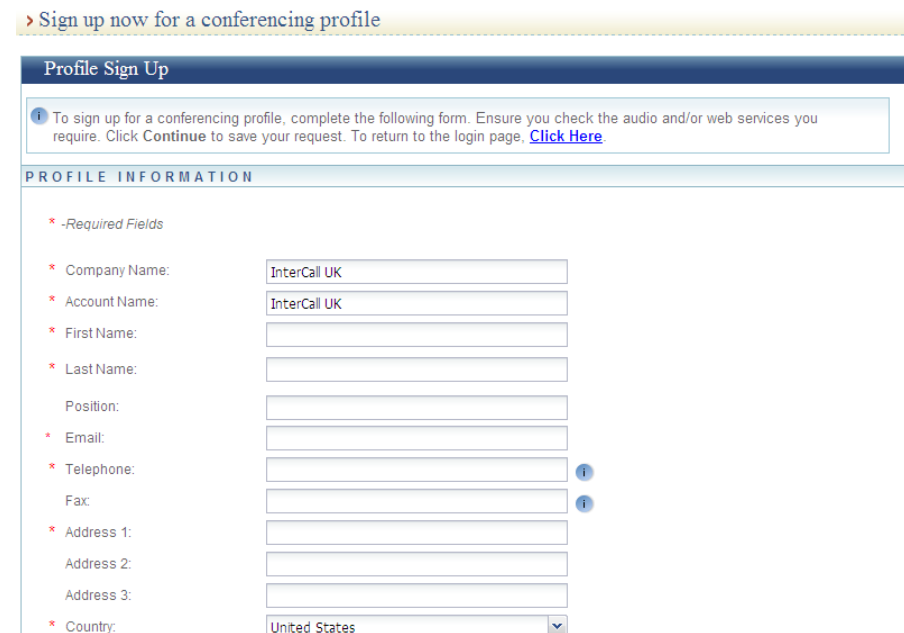 Sign up now for a conferencing profile
Profile Sign Up
To sign up for a conferencing profile, complete the following form. Ensure you check the audio and/or web services you
require. Click Continue to save your request. To return to the login page, Click Here.
PROFILE INFORMATION
* -Required Fields
* Company Name: InterCall UK
* Account Name: InterCall UK
* First Name:
* Last Name:
Position:
* Email:
* Telephone:
Fax:
* Address 1:
Address 2:
Address 3:
* Country: United States